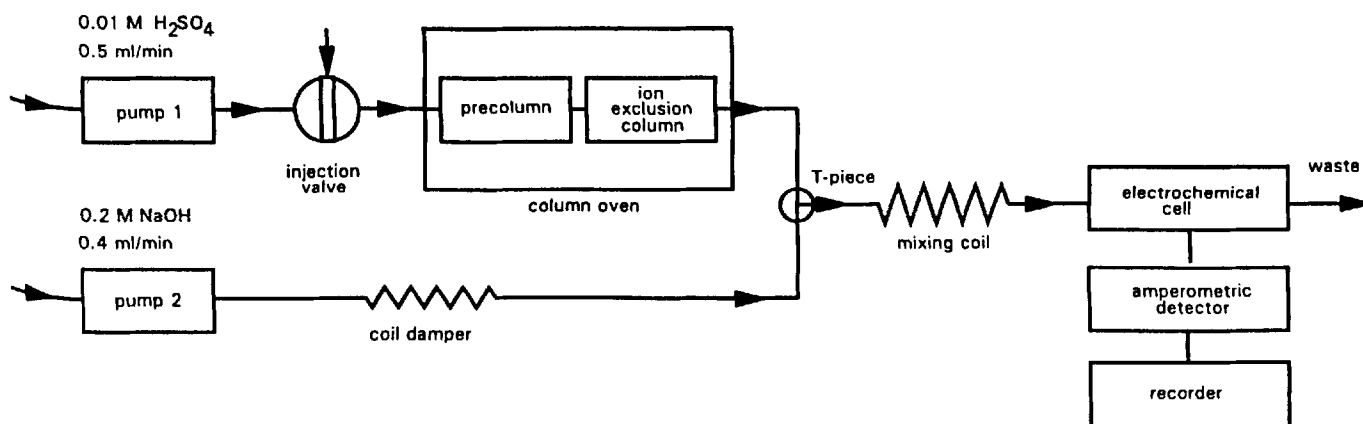 0.01 M H₂SO₄
0.5 ml/min
pump 1
injection
valve
precolumn
ion
exclusion
column
column oven
T-piece
mixing coil
electrochemical
cell
waste
0.2 M NaOH
0.4 ml/min
pump 2
coil damper
amperometric
detector
recorder